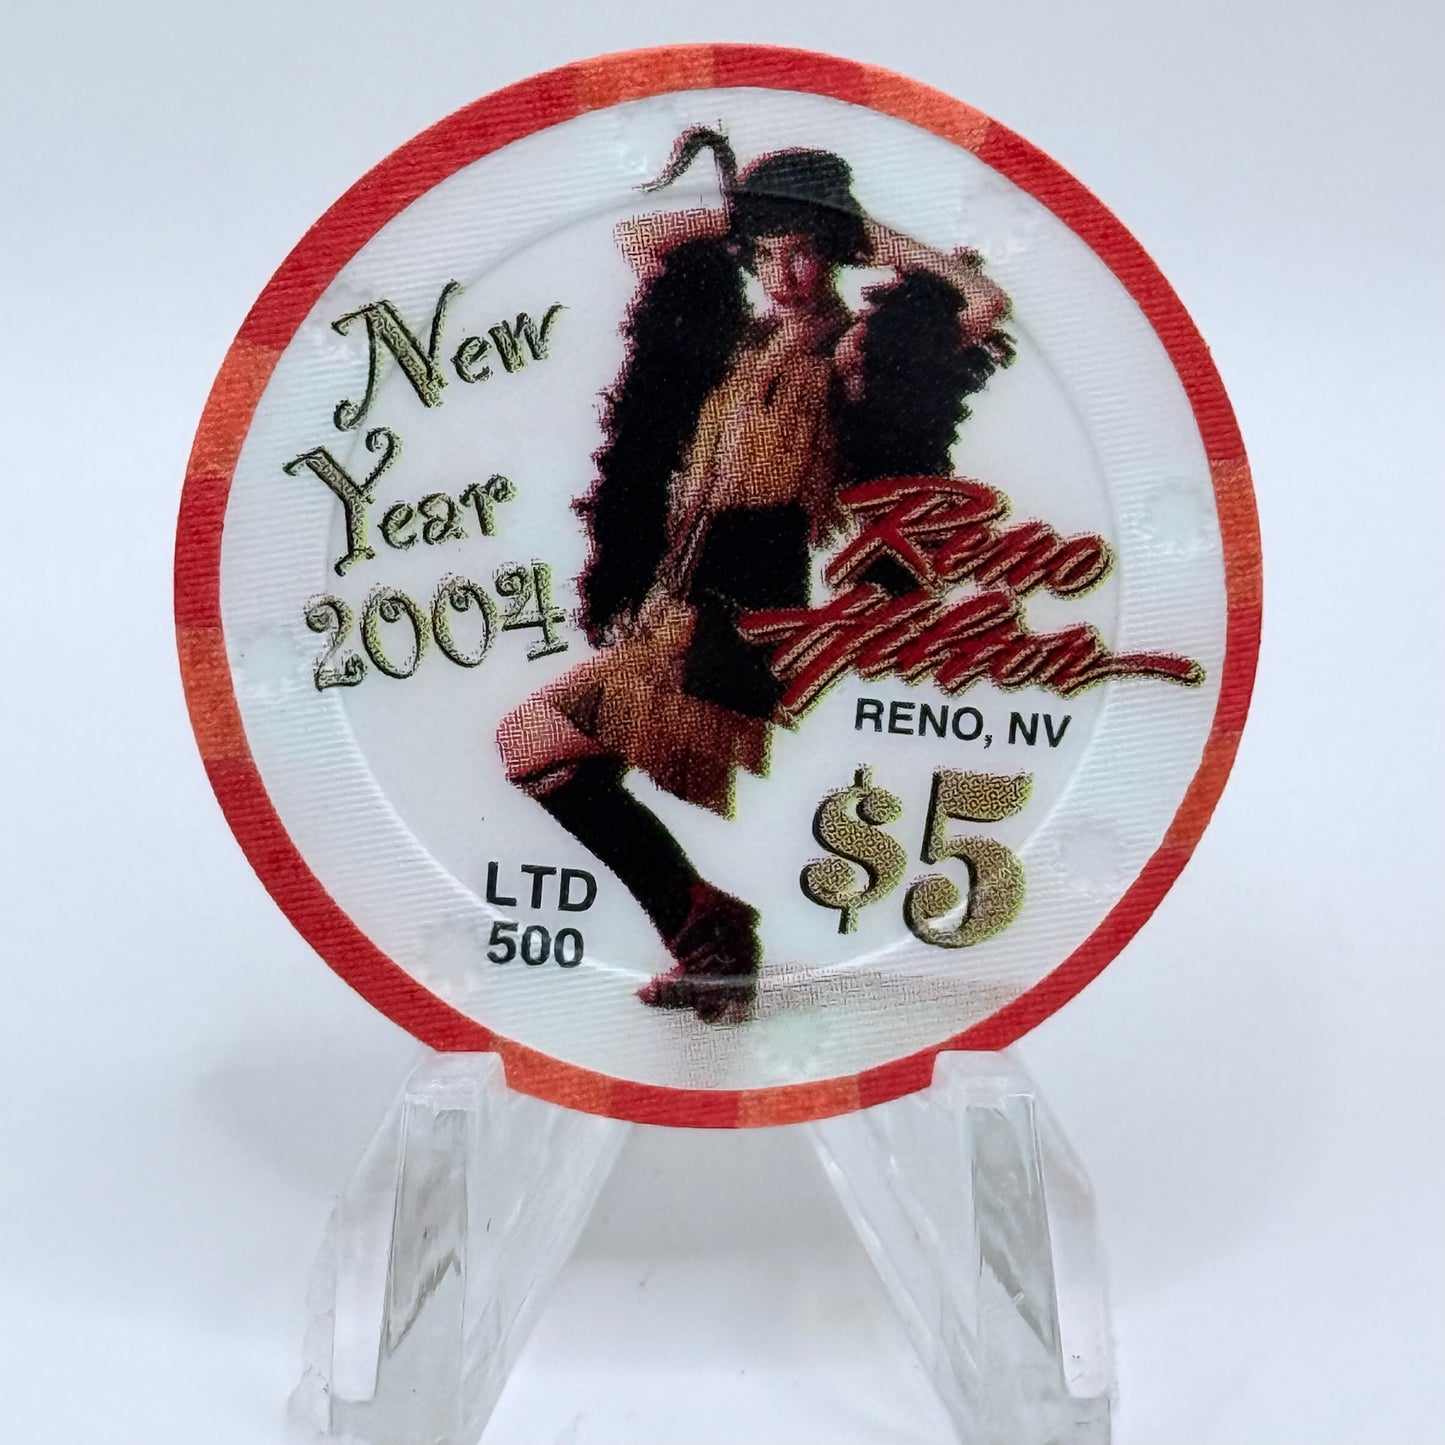 New
Year
2004
Reno
Hilton
RENO, NV
$5
LTD
500